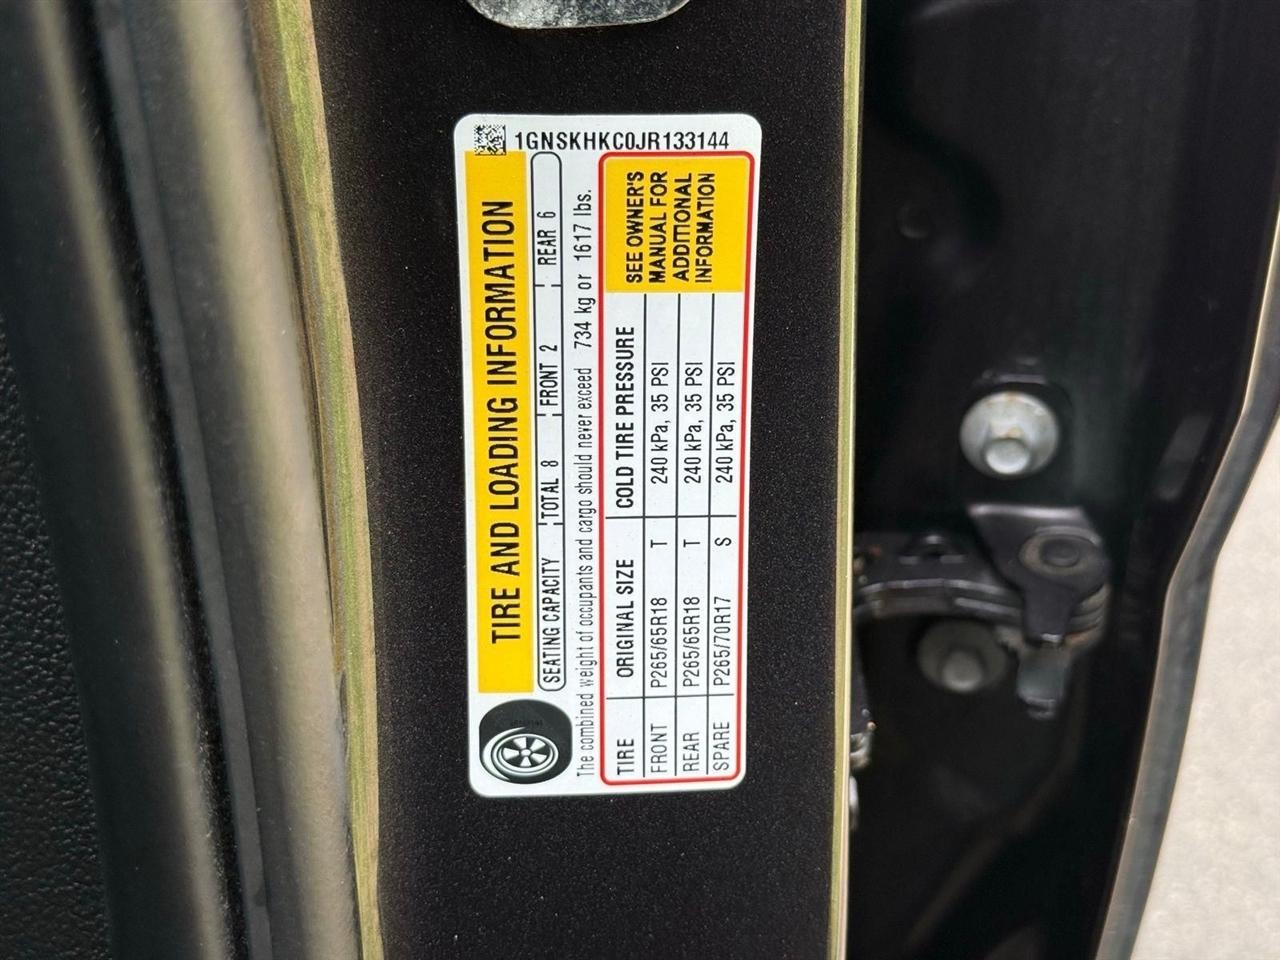 1GNSKHKC0JR133144
TIRE AND LOADING INFORMATION
SEATING CAPACITY TOTAL 8 FRONT 2 REAR 6
The combined weight of occupants and cargo should never exceed 734 kg or 1617 lbs.
TIRE ORIGINAL SIZE COLD TIRE PRESSURE
FRONT P265/65R18 T 240 kPa, 35 PSI
REAR P265/65R18 T 240 kPa, 35 PSI
SPARE P265/70R17 S 240 kPa, 35 PSI
SEE OWNER'S
MANUAL FOR
ADDITIONAL
INFORMATION